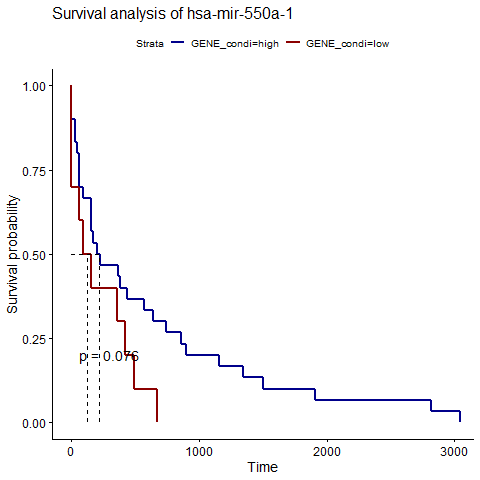 Survival analysis of hsa-mir-550a-1
Strata GENE_condi=high GENE_condi=low
1.00
0.75
0.50
0.25
0.00
Survival probability
p = 0.076
0 1000 2000 3000
Time